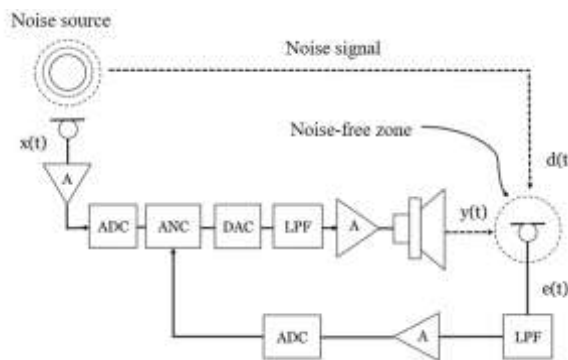 Noise source
Noise signal
Noise-free zone
x(t)
d(t
A
ADC
ANC
DAC
LPF
A
y(t)
e(t)
ADC
A
LPF